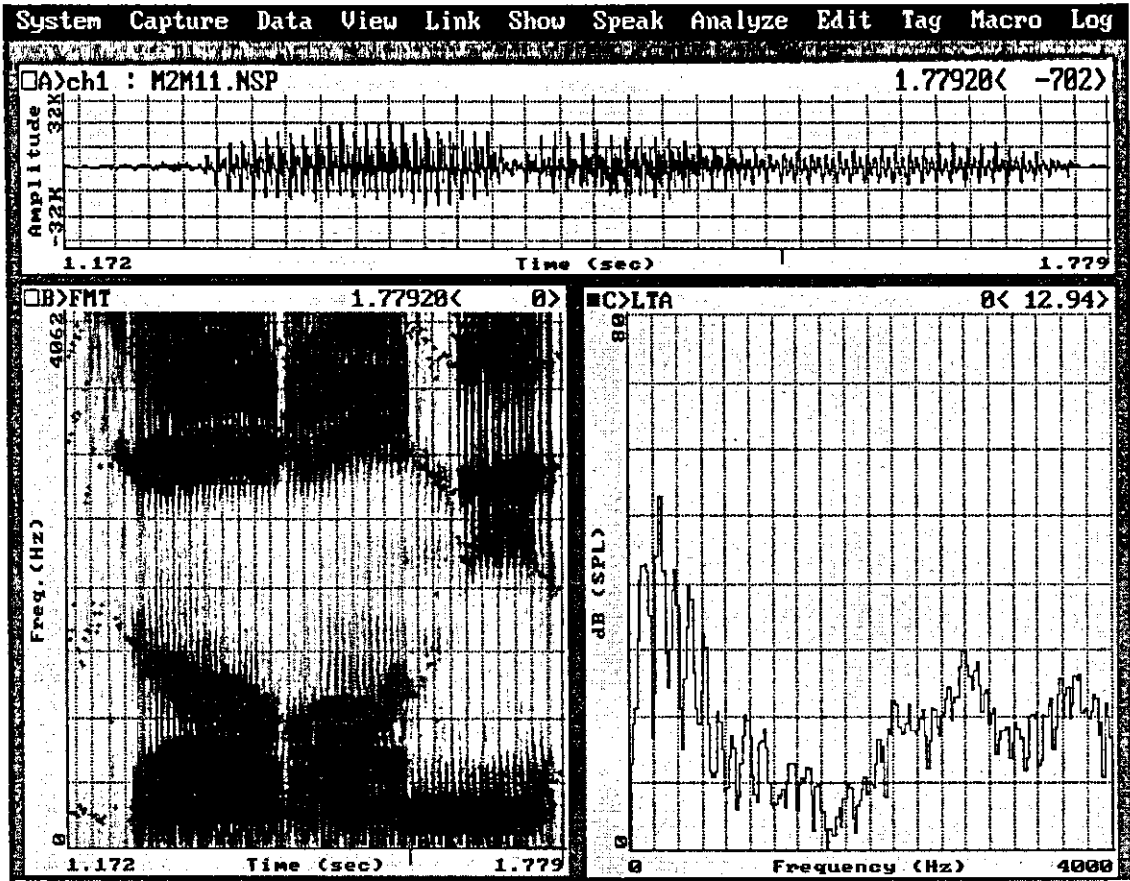 System Capture Data View Link Show Speak Analyze Edit Tag Macro Log
A>ch1 : M2M11.NSP 1.77920< -702>
Amplitude
32K
-32K
1.172 Time (sec) 1.779
B>FMT 1.77920< 0>
4062
Freq.(Hz)
0
1.172 Time (sec) 1.779
C>LTA 0< 12.94>
80
dB (SPL)
0
0 Frequency (Hz) 4000